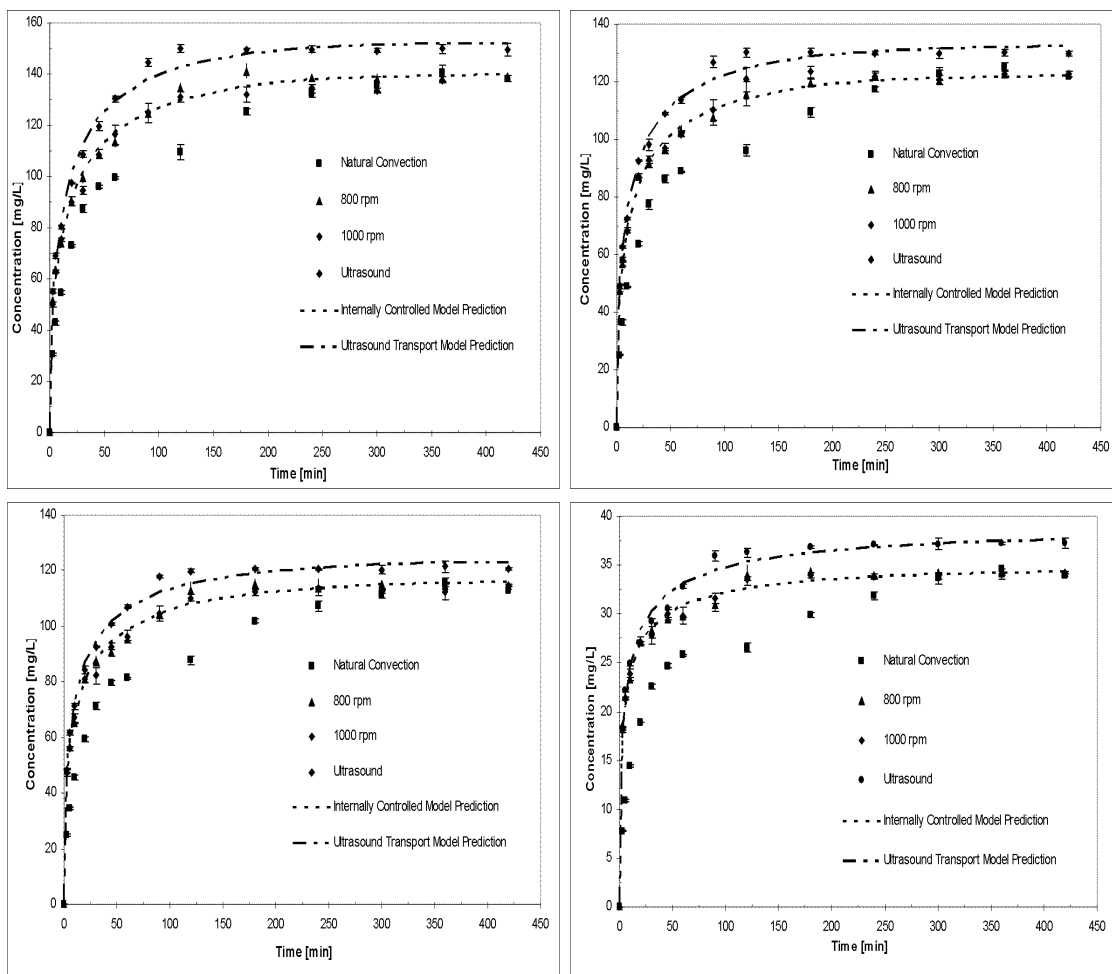 160
140
120
100
80
60
40
20
0
Concentration [mg/L]
Natural Convection
800 rpm
1000 rpm
Ultrasound
Internally Controlled Model Prediction
Ultrasound Transport Model Prediction
0 50 100 150 200 250 300 350 400 450
Time [min]
140
120
100
80
60
40
20
0
Concentration [mg/L]
Natural Convection
800 rpm
1000 rpm
Ultrasound
Internally Controlled Model Prediction
Ultrasound Transport Model Prediction
0 50 100 150 200 250 300 350 400 450
Time [min]
140
120
100
80
60
40
20
0
Concentration [mg/L]
Natural Convection
800 rpm
1000 rpm
Ultrasound
Internally Controlled Model Prediction
Ultrasound Transport Model Prediction
0 50 100 150 200 250 300 350 400 450
Time [min]
40
35
30
25
20
15
10
5
0
Concentration [mg/L]
Natural Convection
800 rpm
1000 rpm
Ultrasound
Internally Controlled Model Prediction
Ultrasound Transport Model Prediction
0 50 100 150 200 250 300 350 400 450
Time [min]